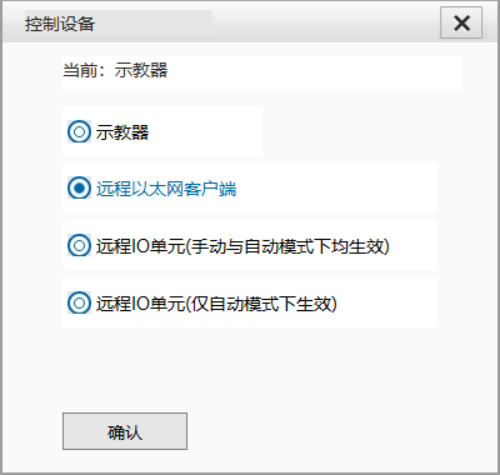 控制设备
当前：示教器
示教器
远程以太网客户端
远程IO单元(手动与自动模式下均生效)
远程IO单元(仅自动模式下生效)
确认